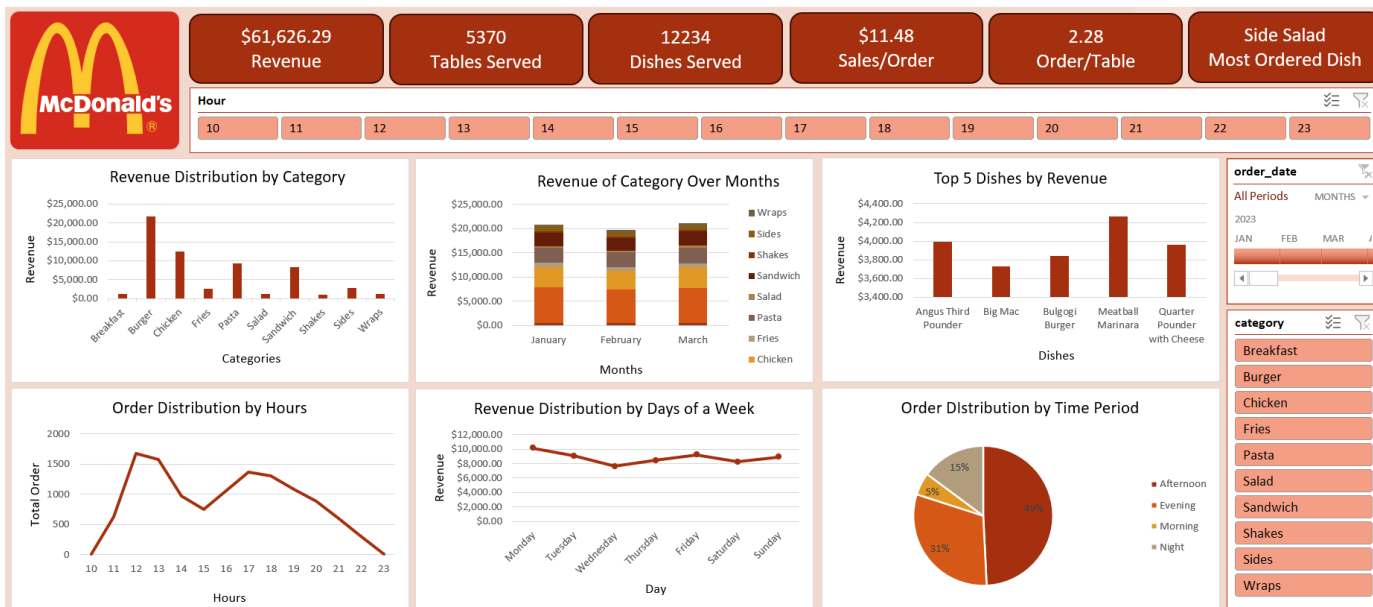 McDonald's
®
$61,626.29
Revenue
5370
Tables Served
12234
Dishes Served
$11.48
Sales/Order
2.28
Order/Table
Side Salad
Most Ordered Dish
Hour
10 11 12 13 14 15 16 17 18 19 20 21 22 23
Revenue Distribution by Category
Revenue
$25,000.00
$20,000.00
$15,000.00
$10,000.00
$5,000.00
$0.00
Breakfast Burger Chicken Fries Pasta Salad Sandwich Shakes Sides Wraps
Categories
Revenue of Category Over Months
Revenue
$25,000.00
$20,000.00
$15,000.00
$10,000.00
$5,000.00
$0.00
January February March
Months
Wraps
Sides
Shakes
Sandwich
Salad
Pasta
Fries
Chicken
Top 5 Dishes by Revenue
Revenue
$4,400.00
$4,200.00
$4,000.00
$3,800.00
$3,600.00
$3,400.00
Angus Third Pounder
Big Mac
Bulgogi Burger
Meatball Marinara
Quarter Pounder with Cheese
Dishes
order_date
All Periods MONTHS
2023
JAN FEB MAR
category
Breakfast
Burger
Chicken
Fries
Pasta
Salad
Sandwich
Shakes
Sides
Wraps
Order Distribution by Hours
Total Order
2000
1500
1000
500
0
10 11 12 13 14 15 16 17 18 19 20 21 22 23
Hours
Revenue Distribution by Days of a Week
Revenue
$12,000.00
$10,000.00
$8,000.00
$6,000.00
$4,000.00
$2,000.00
$0.00
Monday Tuesday Wednesday Thursday Friday Saturday Sunday
Day
Order DIstribution by Time Period
15%
5%
49%
31%
Afternoon
Evening
Morning
Night